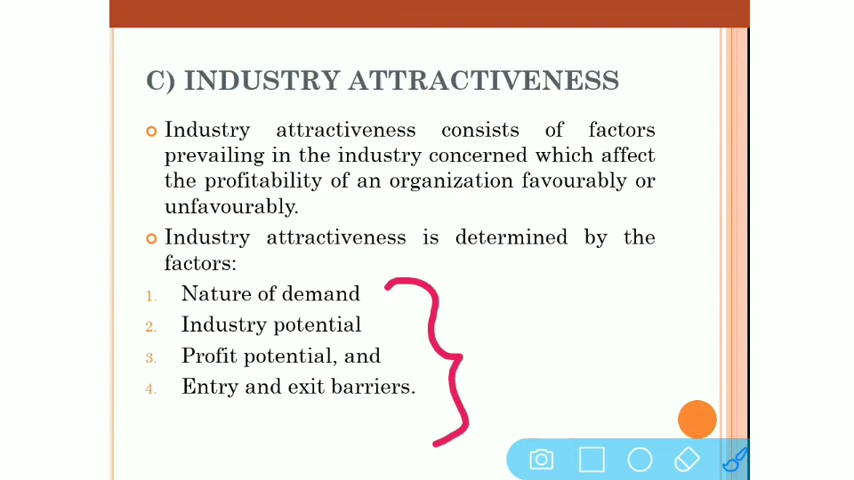 C) INDUSTRY ATTRACTIVENESS
Industry attractiveness consists of factors
prevailing in the industry concerned which affect
the profitability of an organization favourably or
unfavourably.
Industry attractiveness is determined by the
factors:
1. Nature of demand
2. Industry potential
3. Profit potential, and
4. Entry and exit barriers.